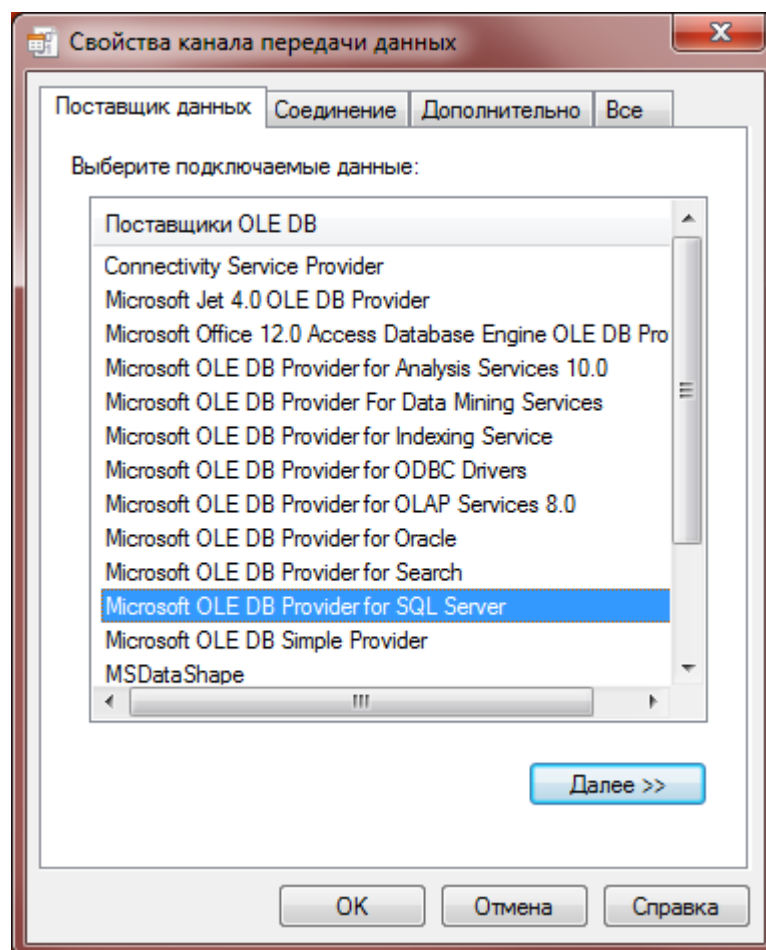 Свойства канала передачи данных
Поставщик данных Соединение Дополнительно Все
Выберите подключаемые данные:
Поставщики OLE DB
Connectivity Service Provider
Microsoft Jet 4.0 OLE DB Provider
Microsoft Office 12.0 Access Database Engine OLE DB Pro
Microsoft OLE DB Provider for Analysis Services 10.0
Microsoft OLE DB Provider For Data Mining Services
Microsoft OLE DB Provider for Indexing Service
Microsoft OLE DB Provider for ODBC Drivers
Microsoft OLE DB Provider for OLAP Services 8.0
Microsoft OLE DB Provider for Oracle
Microsoft OLE DB Provider for Search
Microsoft OLE DB Provider for SQL Server
Microsoft OLE DB Simple Provider
MSDataShape
Далее >>
OK Отмена Справка